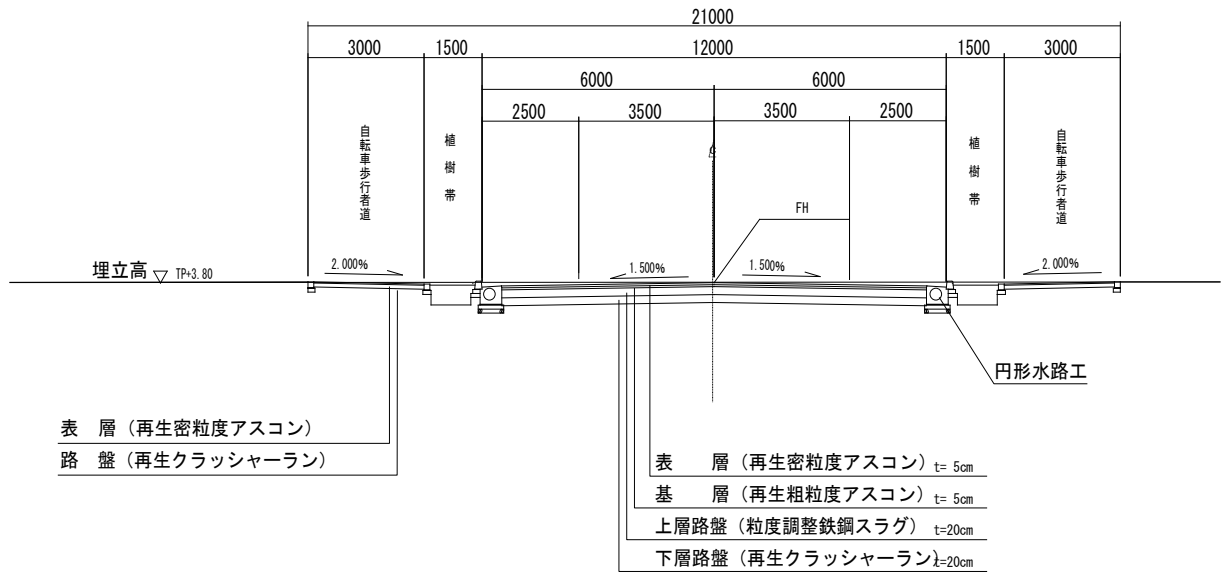 21000
3000 1500 12000 1500 3000
6000 6000
2500 3500 3500 2500
自転車歩行者道
植樹帯
植樹帯
自転車歩行者道
FH
埋立高 TP+3.80
2.000% 1.500% 1.500% 2.000%
円形水路工
表 層(再生密粒度アスコン)
路 盤(再生クラッシャーラン)
表 層(再生密粒度アスコン) t= 5cm
基 層(再生粗粒度アスコン) t= 5cm
上層路盤(粒度調整鉄鋼スラグ) t=20cm
下層路盤(再生クラッシャーラン) t=20cm